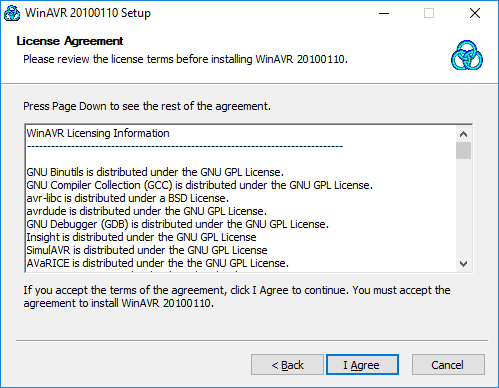 WinAVR 20100110 Setup
License Agreement
Please review the license terms before installing WinAVR 20100110.
Press Page Down to see the rest of the agreement.
WinAVR Licensing Information
--------------------------------------------------------------------------------
GNU Binutils is distributed under the GNU GPL License.
GNU Compiler Collection (GCC) is distributed under the GNU GPL License.
avr-libc is distributed under a BSD License.
avrdude is distributed under the GNU GPL License.
GNU Debugger (GDB) is distributed under the GNU GPL License.
Insight is distributed under the GNU GPL License
SimulAVR is distributed under the GNU GPL License
AVaRICE is distributed under the the GNU GPL License.
If you accept the terms of the agreement, click I Agree to continue. You must accept the
agreement to install WinAVR 20100110.
< Back I Agree Cancel